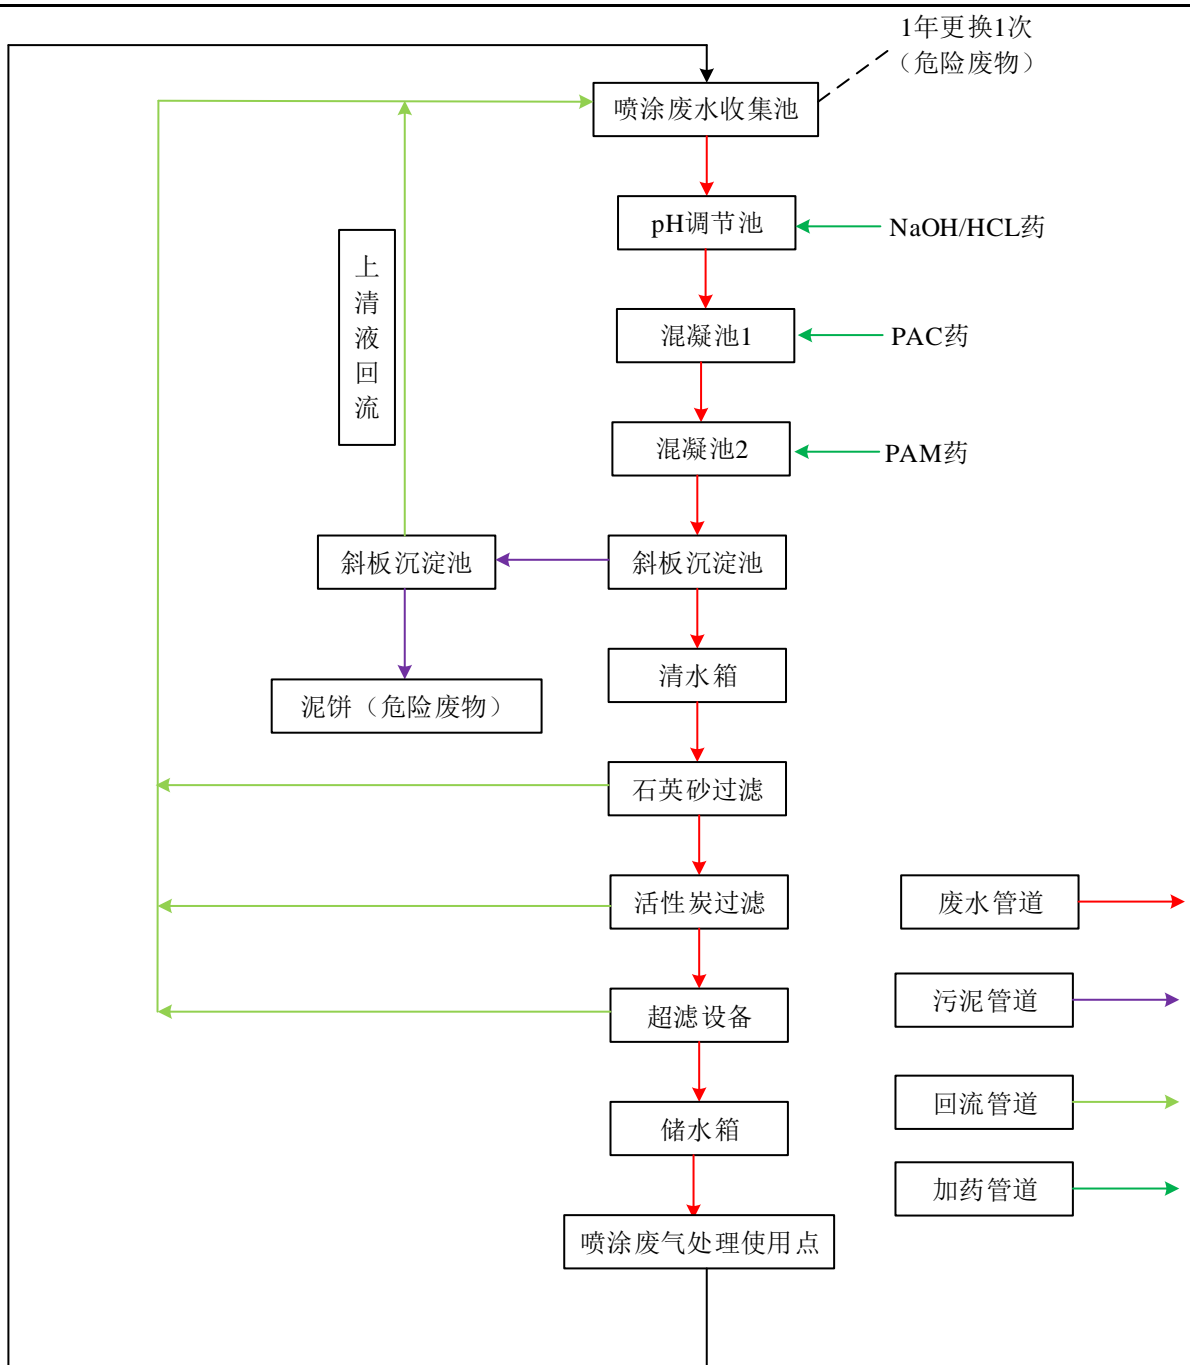 1年更换1次
（危险废物）
喷涂废水收集池
pH调节池
NaOH/HCL药
上
清
液
回
流
混凝池1
PAC药
混凝池2
PAM药
斜板沉淀池
斜板沉淀池
清水箱
泥饼（危险废物）
石英砂过滤
活性炭过滤
废水管道
超滤设备
污泥管道
回流管道
储水箱
加药管道
喷涂废气处理使用点